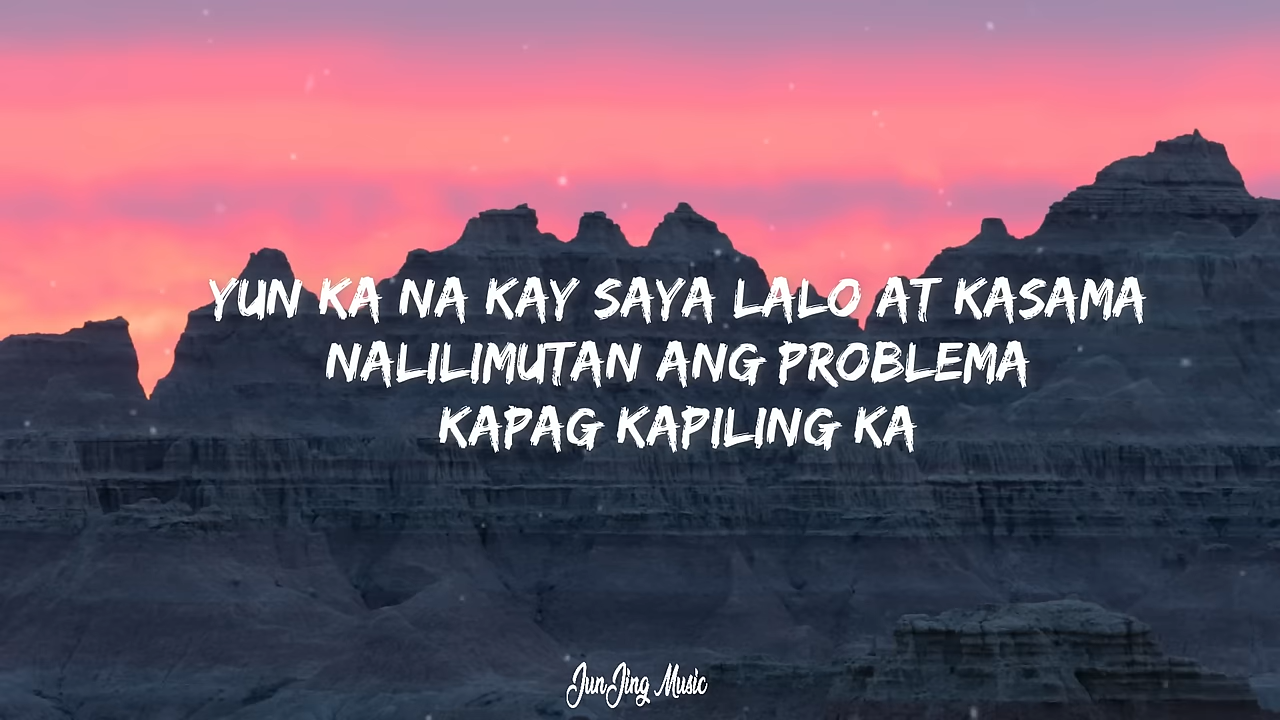 YUN KA NA KAY SAYA LALO AT KASAMA
NALILIMUTAN ANG PROBLEMA
KAPAG KAPILING KA
JunJing Music